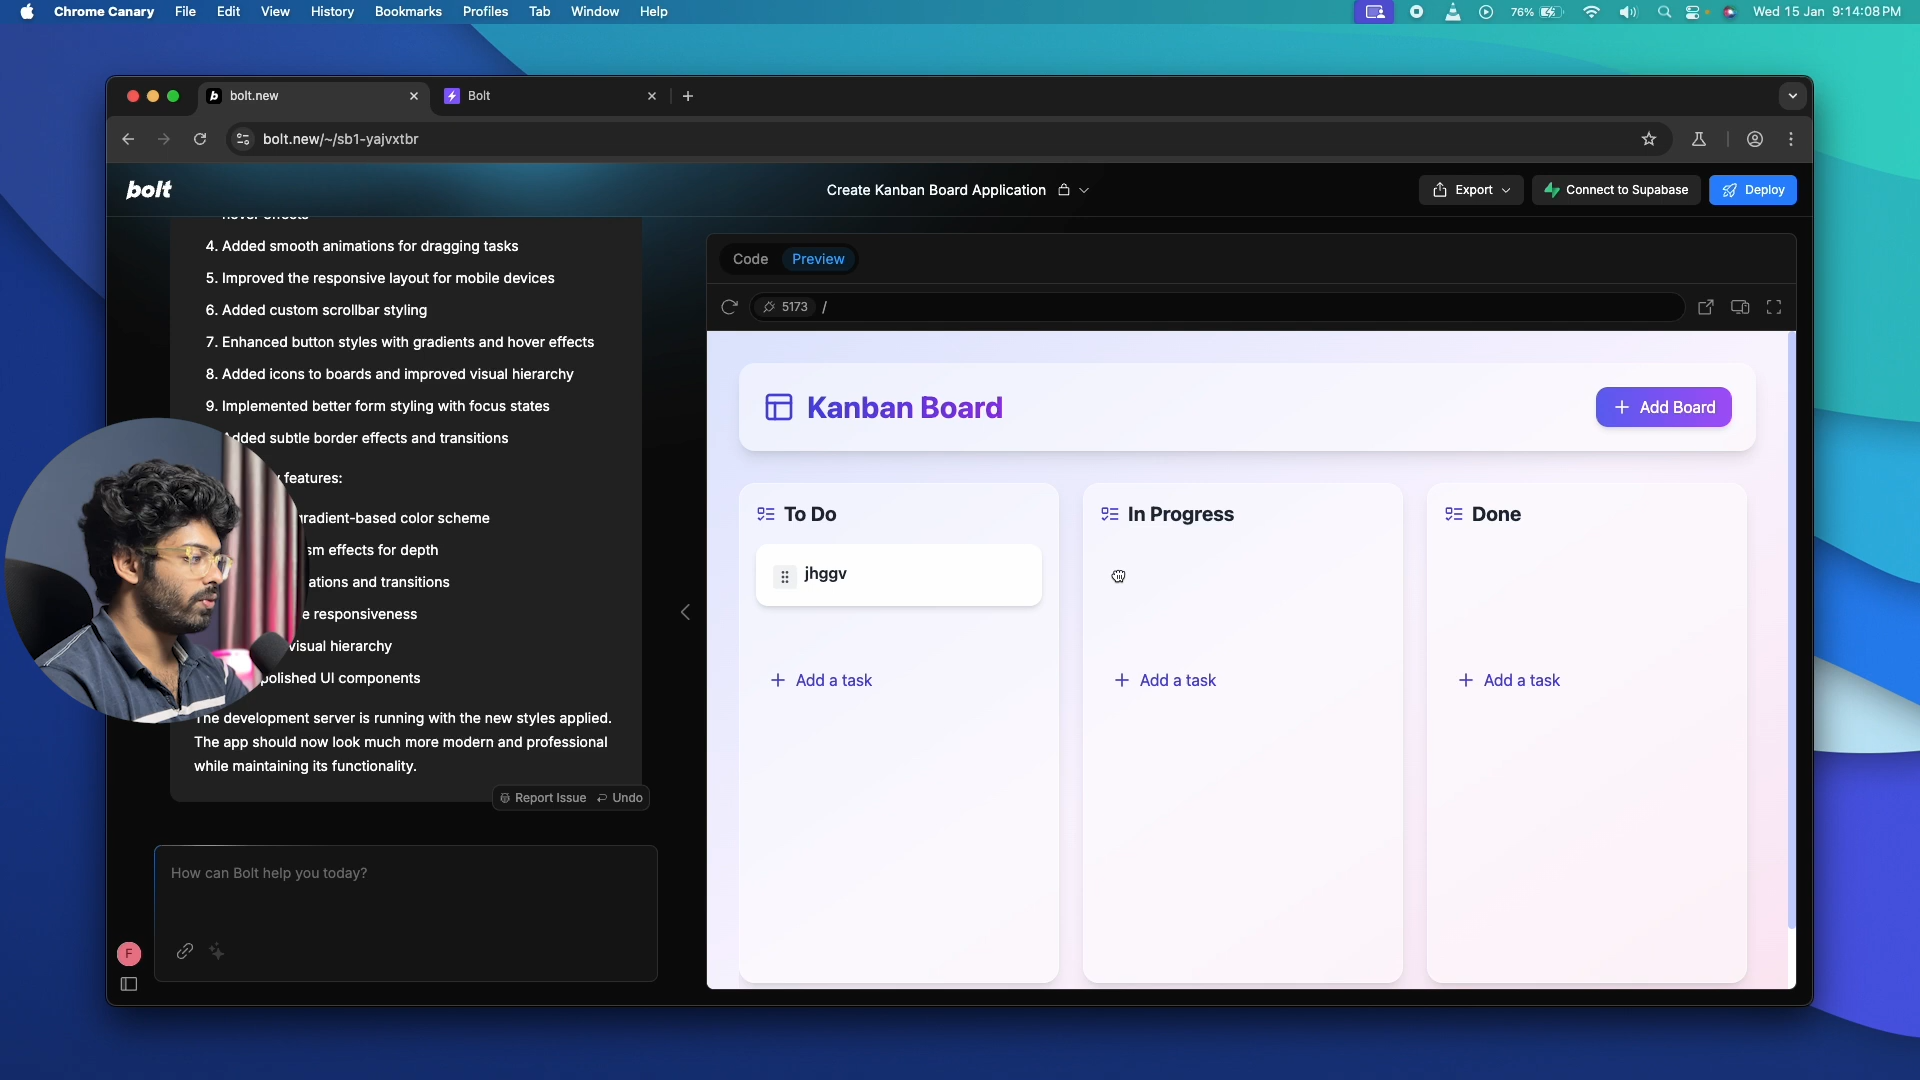 Chrome Canary File Edit View History Bookmarks Profiles Tab Window Help
76% Wed 15 Jan 9:14:08 PM
bolt.new
Bolt
bolt.new/~/sb1-yajvxtbr
bolt
Create Kanban Board Application
Export
Connect to Supabase
Deploy
hover effects
4. Added smooth animations for dragging tasks
5. Improved the responsive layout for mobile devices
6. Added custom scrollbar styling
7. Enhanced button styles with gradients and hover effects
8. Added icons to boards and improved visual hierarchy
9. Implemented better form styling with focus states
Added subtle border effects and transitions
features:
gradient-based color scheme
effects for depth
and transitions
responsiveness
visual hierarchy
polished UI components
The development server is running with the new styles applied.
The app should now look much more modern and professional
while maintaining its functionality.
Report Issue
Undo
How can Bolt help you today?
F
Code
Preview
5173
/
Kanban Board
+ Add Board
To Do
jhggv
+ Add a task
In Progress
+ Add a task
Done
+ Add a task